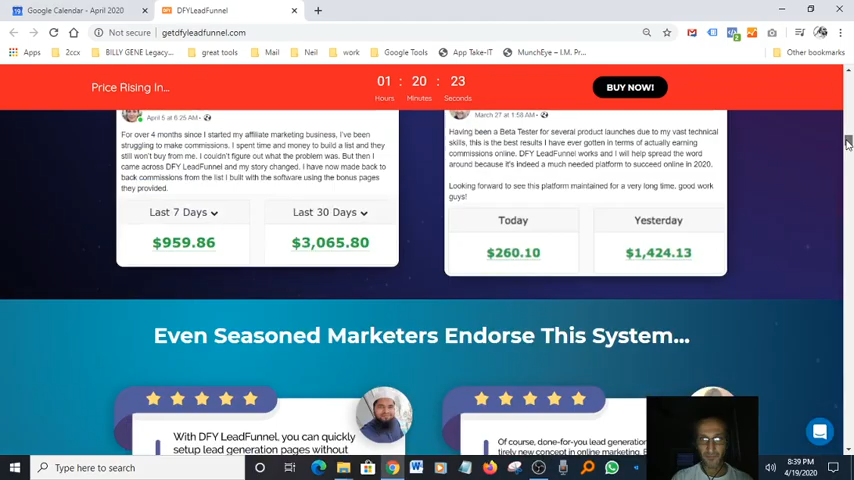 Google Calendar - April 2020
DFYLeadFunnel
Not secure | getdfyleadfunnel.com
Apps
2ccx
BILLY GENE Legacy...
great tools
Mail
Neil
work
Google Tools
App Take-IT
MunchEye – I.M. Pr...
Other bookmarks
Price Rising In...
01 : 20 : 23
Hours Minutes Seconds
BUY NOW!
April 5 at 6:25 AM
For over 4 months since I started my affiliate marketing business, I've been
struggling to make commissions. I spent time and money to build a list and they
still won't buy from me. I couldn't figure out what the problem was. But then I
came across DFY LeadFunnel and my story changed. I have now made back to
back commissions from the list I built with the software using the bonus pages
they provided.
Last 7 Days
Last 30 Days
$959.86
$3,065.80
March 27 at 1:58 AM
Having been a Beta Tester for several product launches due to my vast technical
skills, this is the best results I have ever gotten in terms of actually earning
commissions online. DFY LeadFunnel works and I will help spread the word
around because it's indeed a much needed platform to succeed online in 2020.
Looking forward to see this platform maintained for a very long time, good work
guys!
Today
Yesterday
$260.10
$1,424.13
Even Seasoned Marketers Endorse This System...
With DFY LeadFunnel, you can quickly
setup lead generation pages without
Of course, done-for-you lead generation
tirely new concept in online marketing.
Type here to search
8:39 PM
4/19/2020